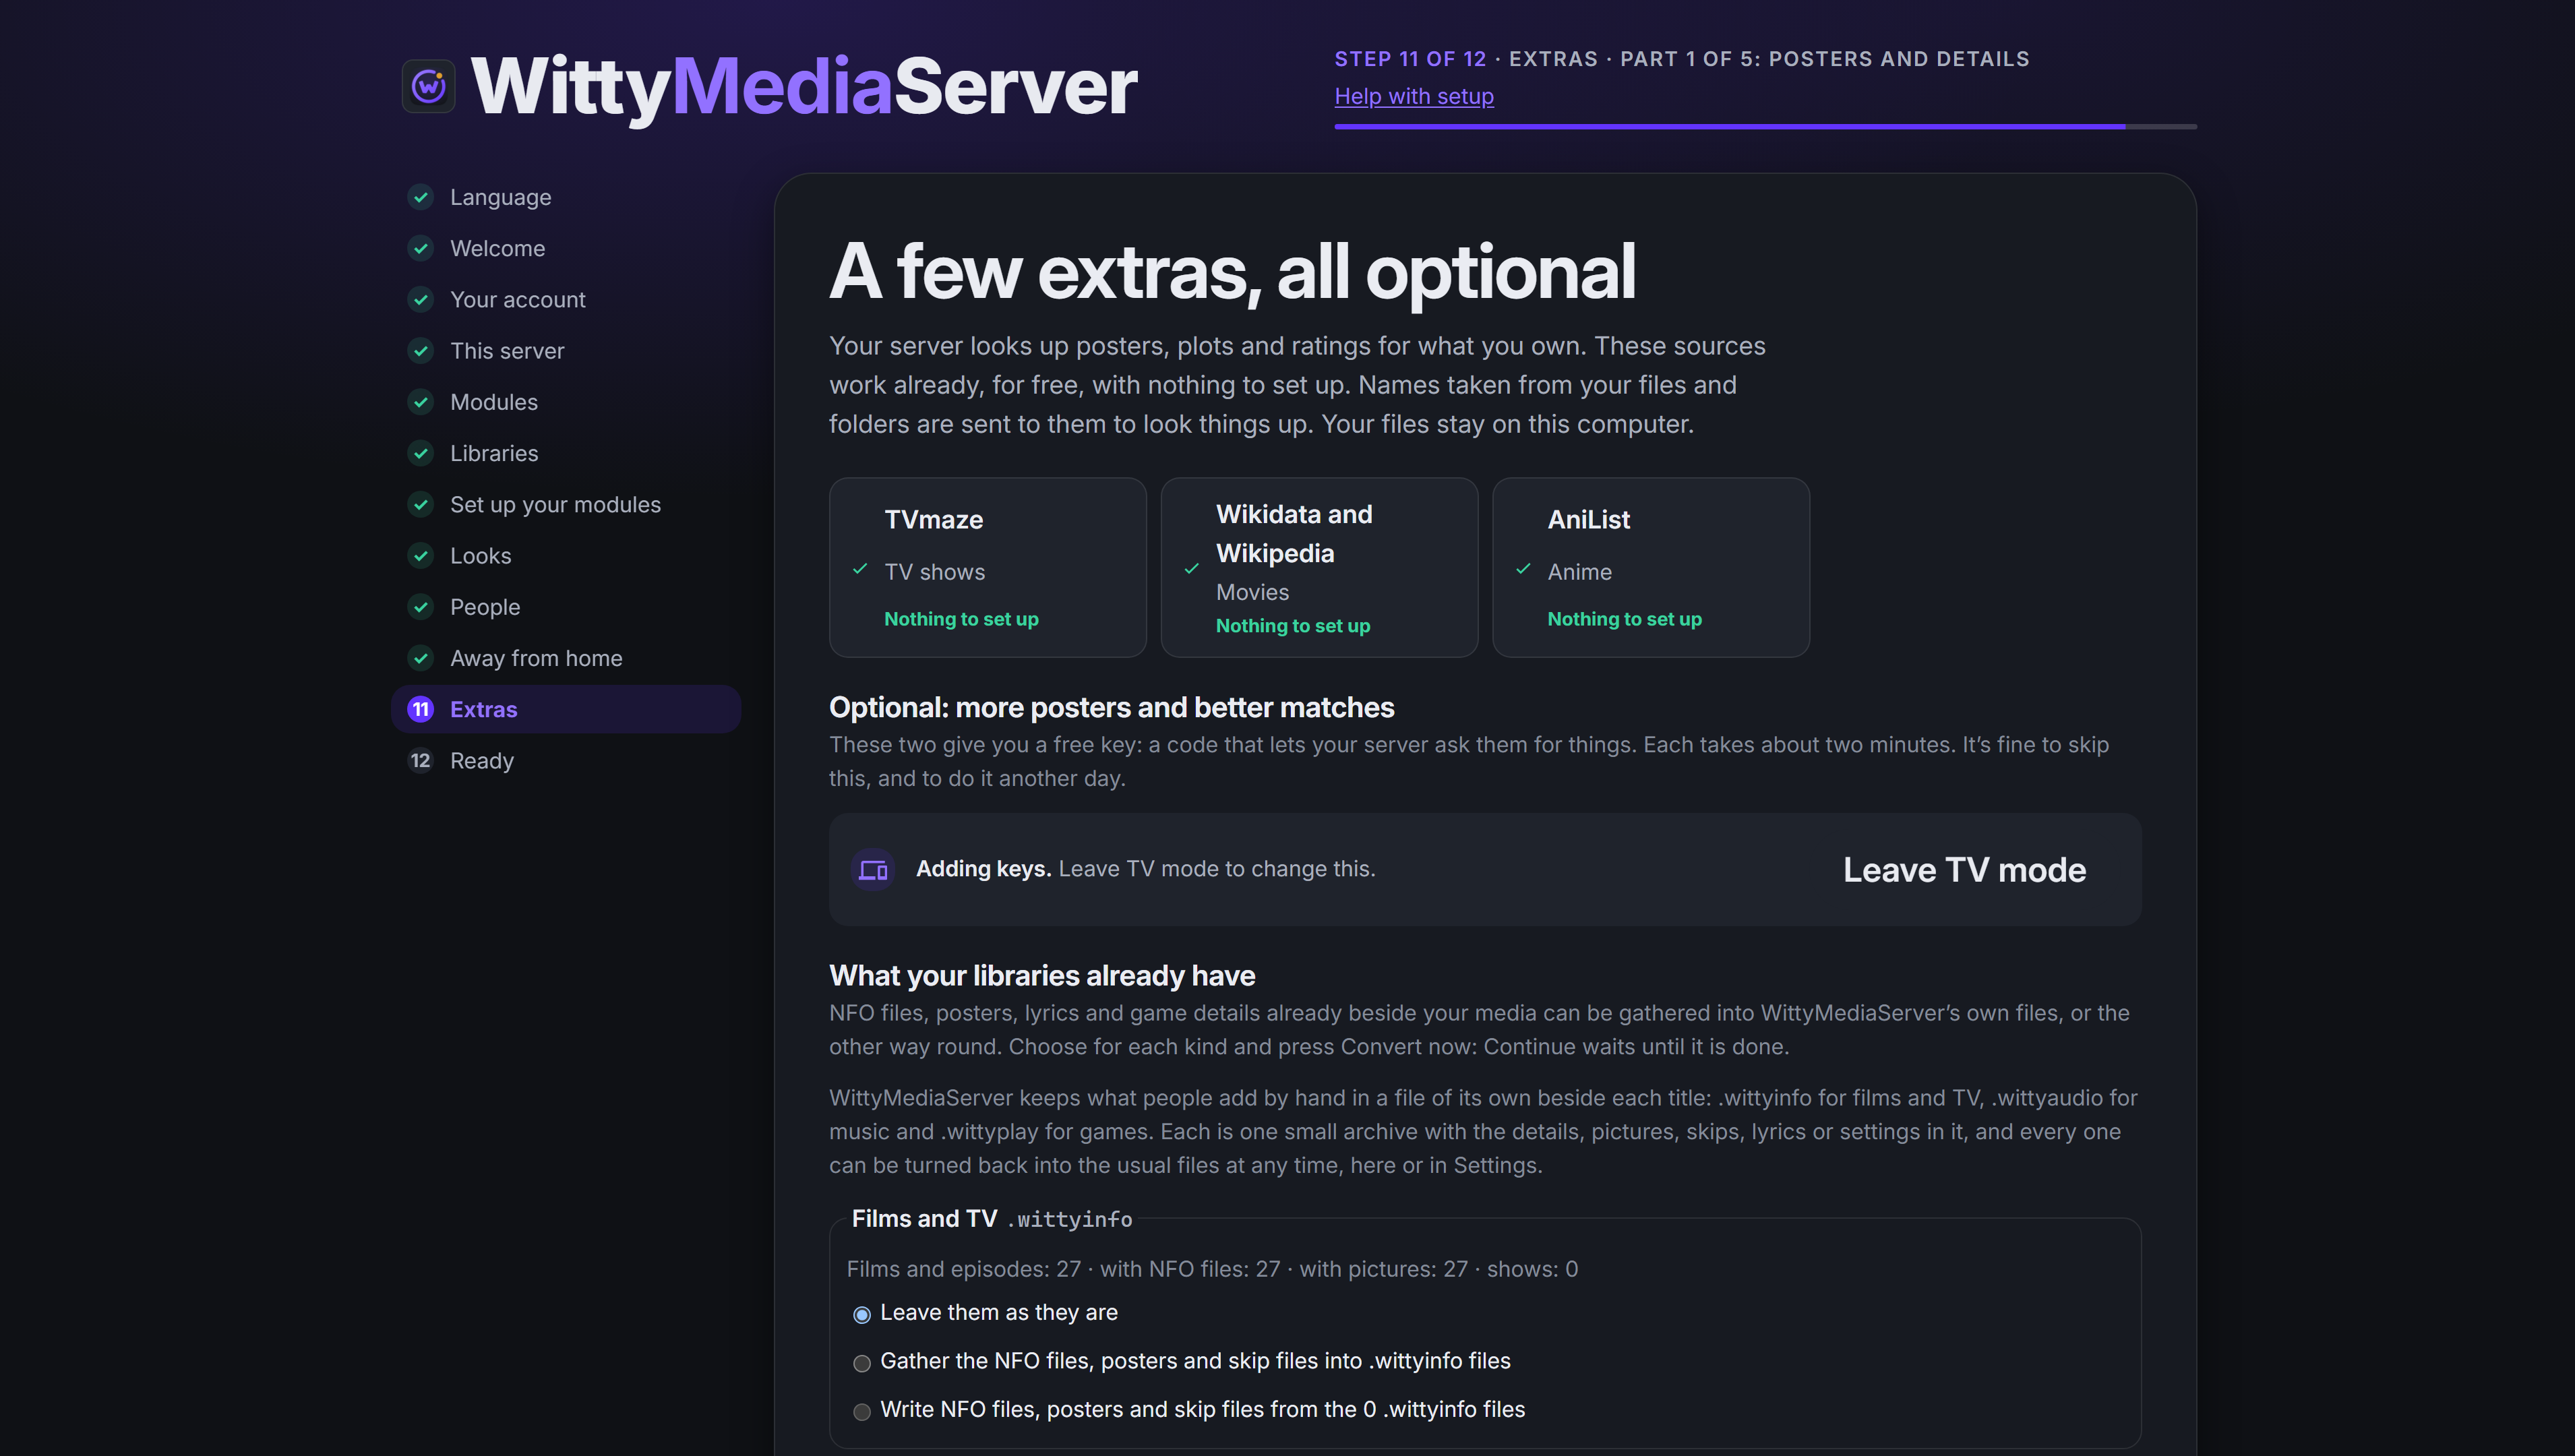 WittyMediaServer
STEP 11 OF 12 · EXTRAS · PART 1 OF 5: POSTERS AND DETAILS
Help with setup
Language
Welcome
Your account
This server
Modules
Libraries
Set up your modules
Looks
People
Away from home
11 Extras
12 Ready
A few extras, all optional
Your server looks up posters, plots and ratings for what you own. These sources
work already, for free, with nothing to set up. Names taken from your files and
folders are sent to them to look things up. Your files stay on this computer.
TVmaze
TV shows
Nothing to set up
Wikidata and
Wikipedia
Movies
Nothing to set up
AniList
Anime
Nothing to set up
Optional: more posters and better matches
These two give you a free key: a code that lets your server ask them for things. Each takes about two minutes. It’s fine to skip
this, and to do it another day.
Adding keys. Leave TV mode to change this.
Leave TV mode
What your libraries already have
NFO files, posters, lyrics and game details already beside your media can be gathered into WittyMediaServer’s own files, or the
other way round. Choose for each kind and press Convert now: Continue waits until it is done.
WittyMediaServer keeps what people add by hand in a file of its own beside each title: .wittyinfo for films and TV, .wittyaudio for
music and .wittyplay for games. Each is one small archive with the details, pictures, skips, lyrics or settings in it, and every one
can be turned back into the usual files at any time, here or in Settings.
Films and TV .wittyinfo
Films and episodes: 27 · with NFO files: 27 · with pictures: 27 · shows: 0
Leave them as they are
Gather the NFO files, posters and skip files into .wittyinfo files
Write NFO files, posters and skip files from the 0 .wittyinfo files